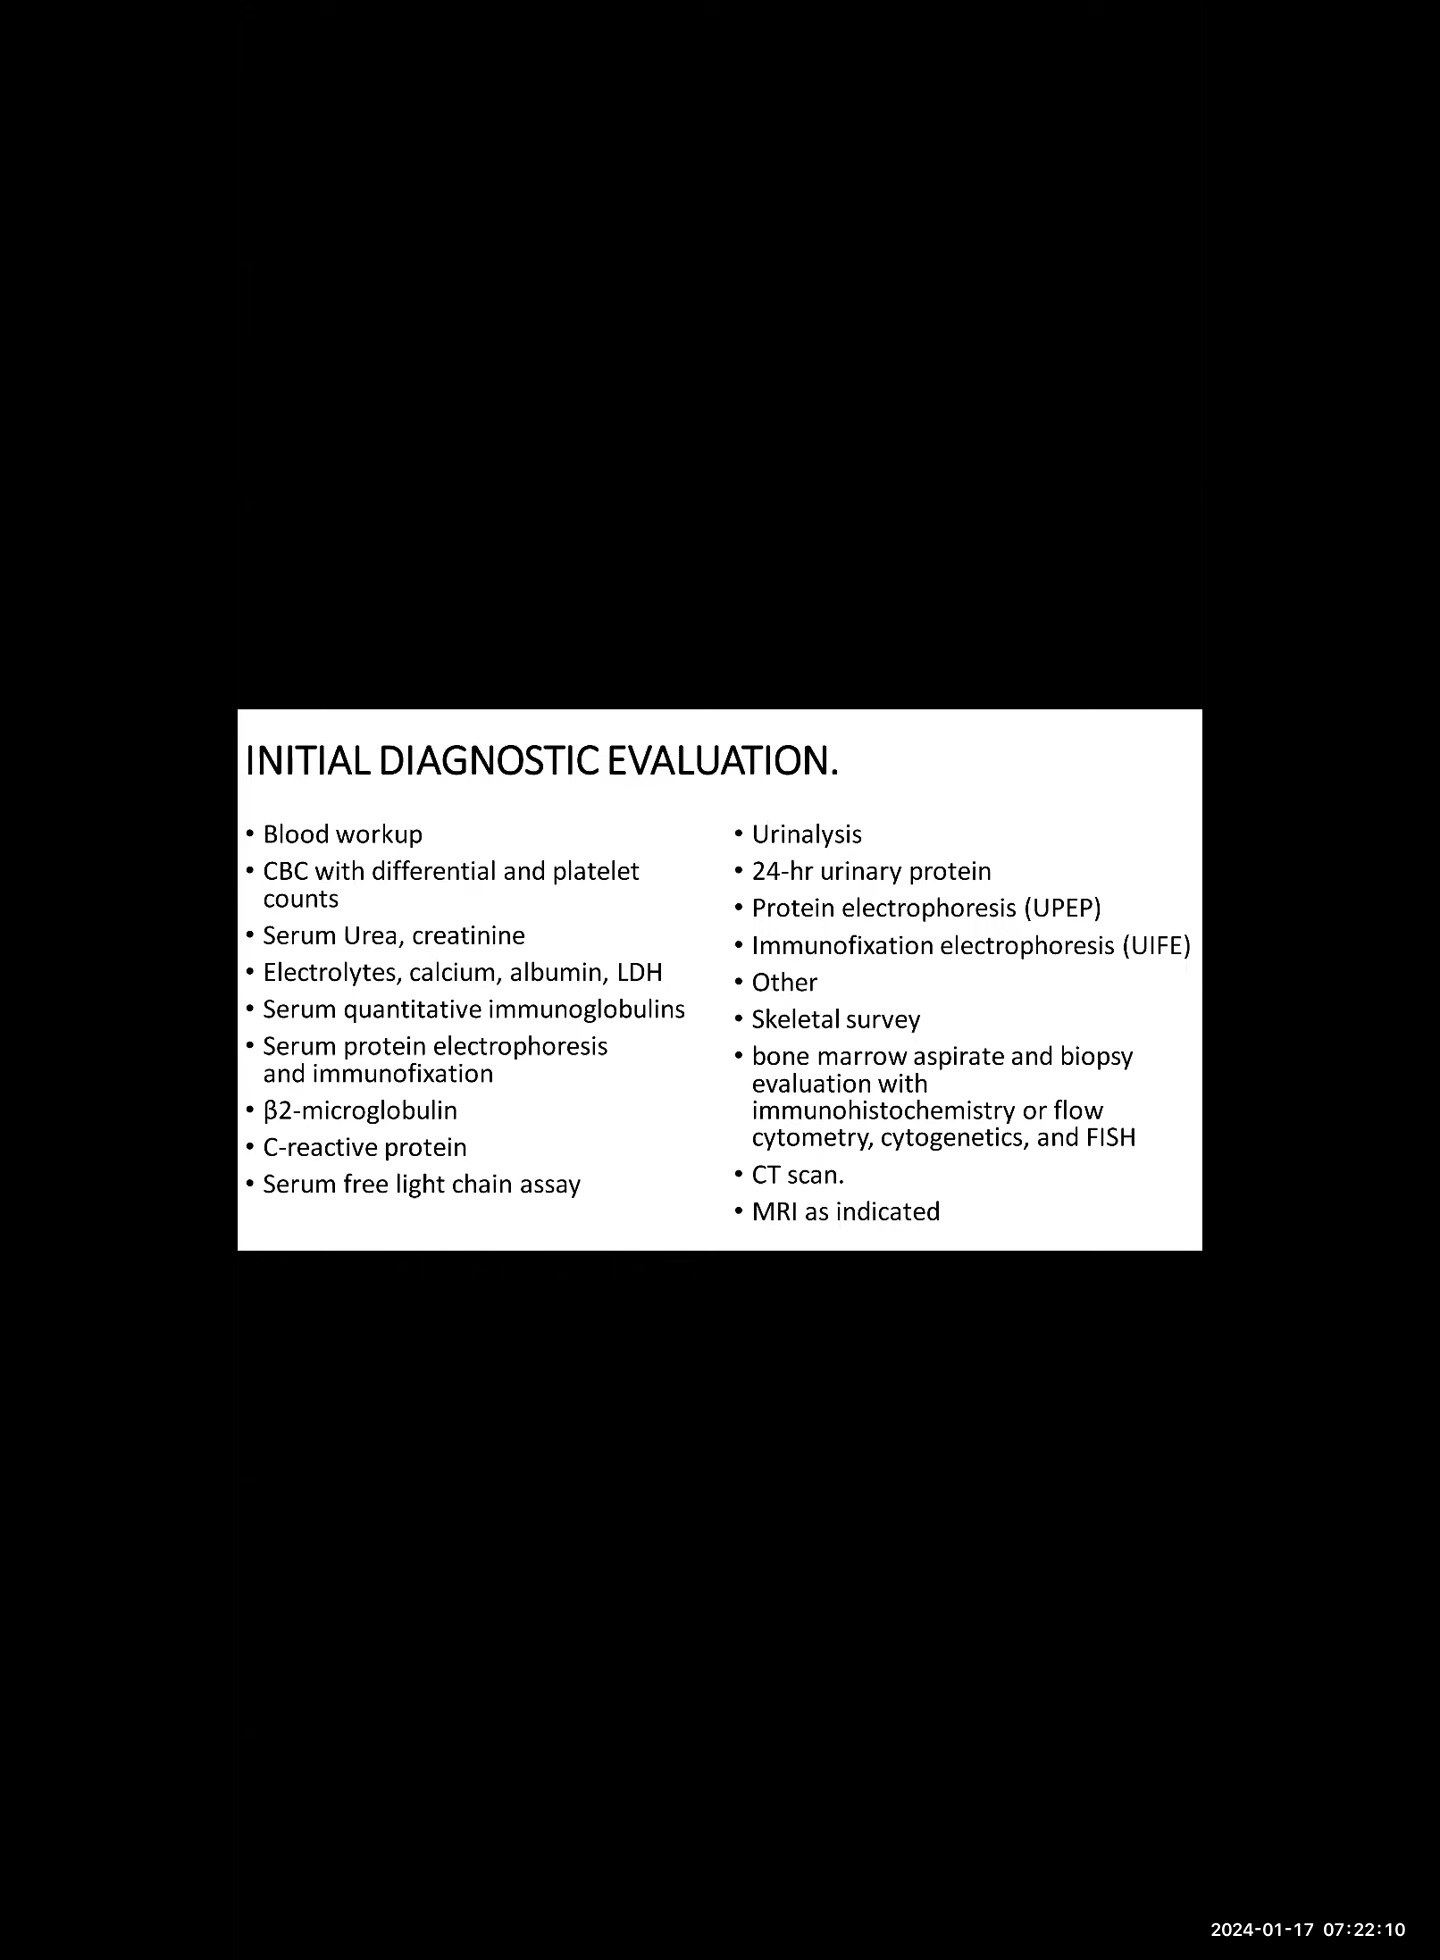 INITIAL DIAGNOSTIC EVALUATION.
• Blood workup
• CBC with differential and platelet
counts
• Serum Urea, creatinine
• Electrolytes, calcium, albumin, LDH
• Serum quantitative immunoglobulins
• Serum protein electrophoresis
and immunofixation
• β2-microglobulin
• C-reactive protein
• Serum free light chain assay
• Urinalysis
• 24-hr urinary protein
• Protein electrophoresis (UPEP)
• Immunofixation electrophoresis (UIFE)
• Other
• Skeletal survey
• bone marrow aspirate and biopsy
evaluation with
immunohistochemistry or flow
cytometry, cytogenetics, and FISH
• CT scan.
• MRI as indicated
2024-01-17 07:22:10